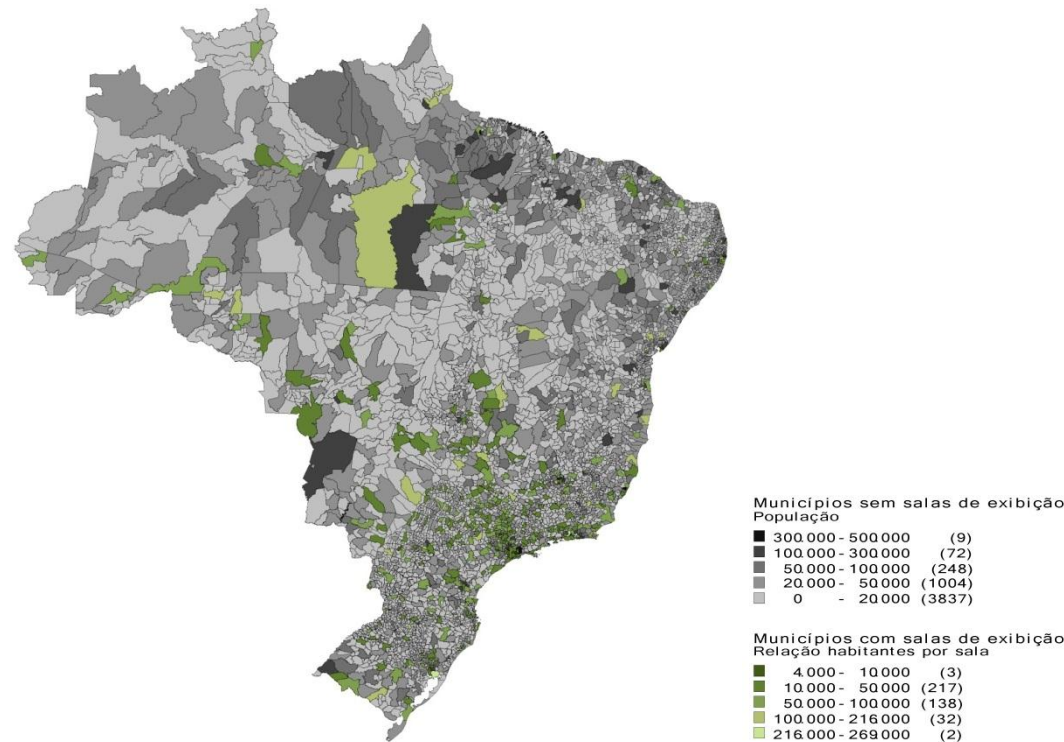 Municípios sem salas de exibição
População
300.000 - 500.000 (9)
100.000 - 300.000 (72)
50.000 - 100.000 (248)
20.000 - 50.000 (1004)
0 - 20.000 (3837)
Municípios com salas de exibição
Relação habitantes por sala
4.000 - 10.000 (3)
10.000 - 50.000 (217)
50.000 - 100.000 (138)
100.000 - 216.000 (32)
216.000 - 269.000 (2)